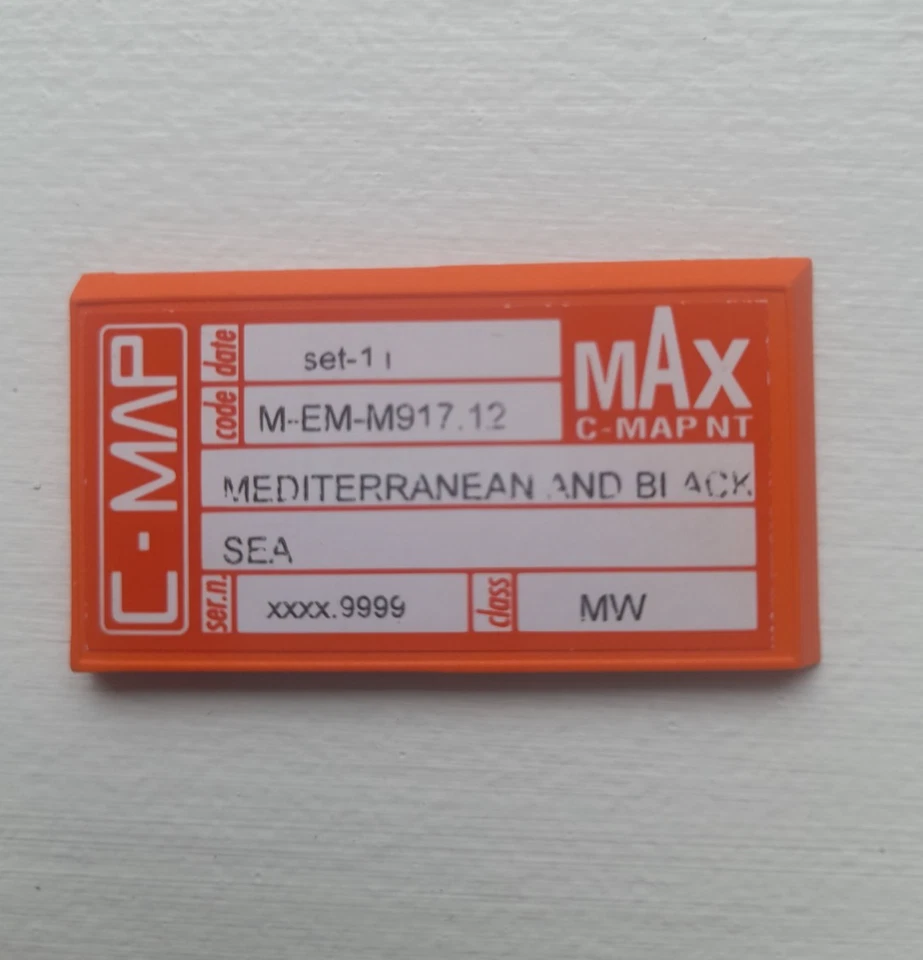 C-MAP
date set-11
code M-EM-M917.12
MAX
C-MAP NT
MEDITERRANEAN AND BLACK
SEA
ser.n. xxxx.9999
class MW